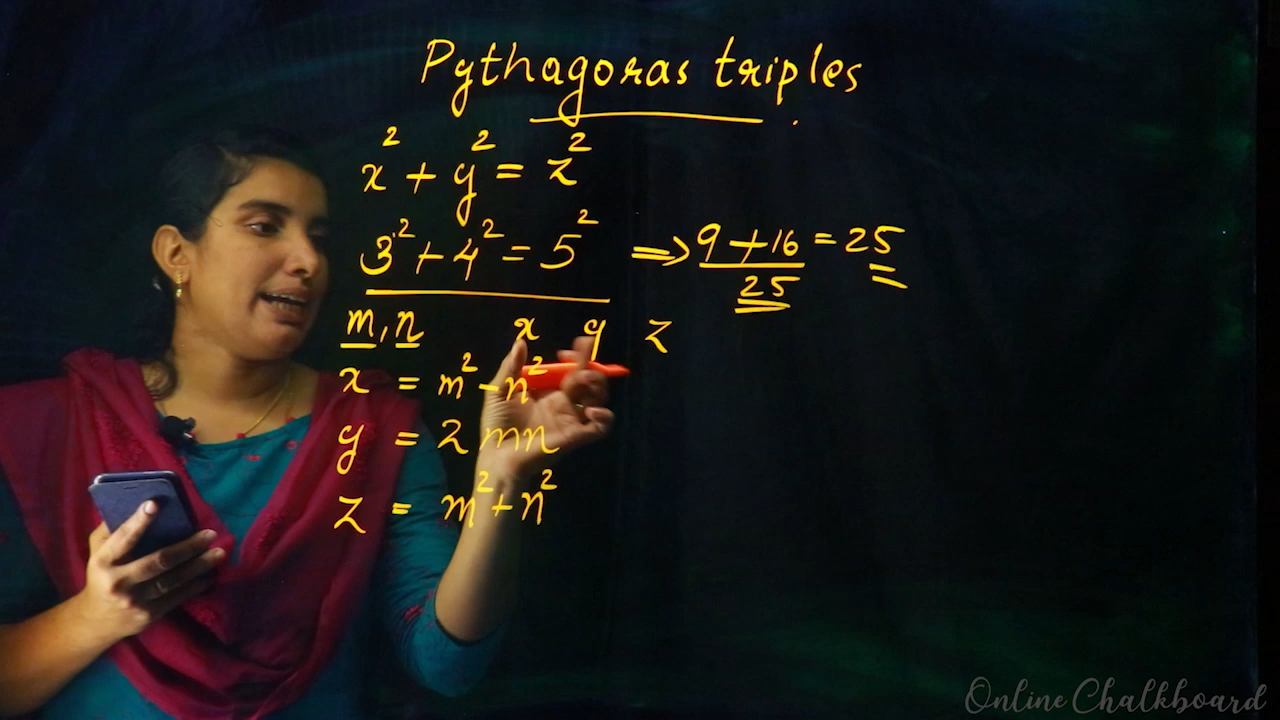 Pythagoras triples
x² + y² = z²
3² + 4² = 5² ⇒ 9 + 16 = 25
25
m, n x y z
x = m² - n²
y = 2mn
z = m² + n²
Online Chalkboard